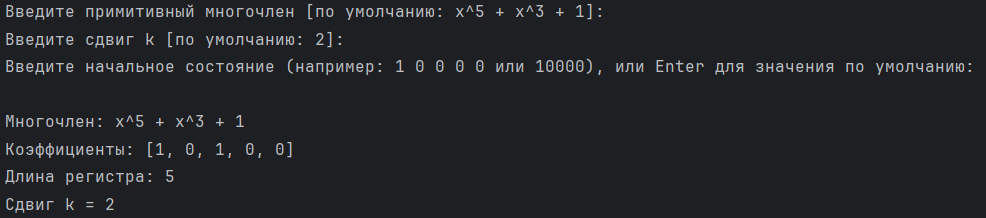 Введите примитивный многочлен [по умолчанию: x^5 + x^3 + 1]:
Введите сдвиг k [по умолчанию: 2]:
Введите начальное состояние (например: 1 0 0 0 0 или 10000), или Enter для значения по умолчанию:
Многочлен: x^5 + x^3 + 1
Коэффициенты: [1, 0, 1, 0, 0]
Длина регистра: 5
Сдвиг k = 2